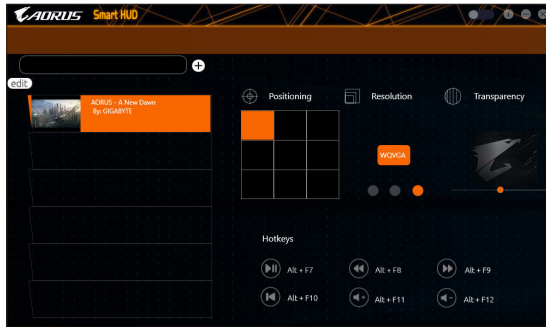 AORUS Smart HUD
edit
AORUS - A New Dawn
By: GIGABYTE
Positioning
Resolution
Transparency
WQVGA
Hotkeys
Alt + F7
Alt + F8
Alt + F9
Alt + F10
Alt + F11
Alt + F12